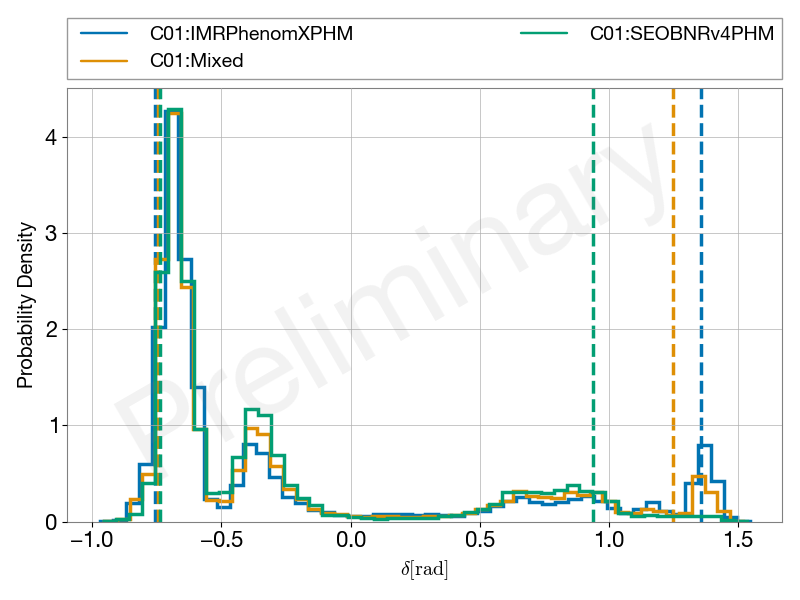 C01:IMRPhenomXPHM
C01:SEOBNRv4PHM
C01:Mixed
Preliminary
Probability Density
4
3
2
1
0
−1.0
−0.5
0.0
0.5
1.0
1.5
δ[rad]